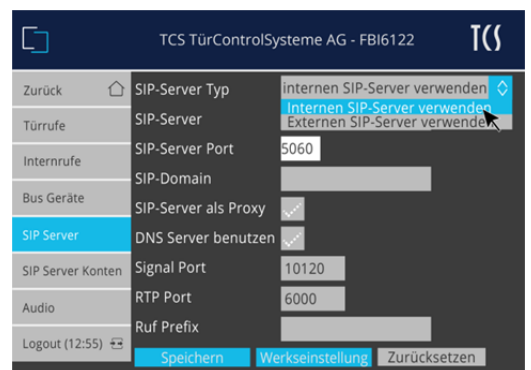 TCS TürControlSysteme AG - FBI6122
TCS
Zurück
Türrufe
Internrufe
Bus Geräte
SIP Server
SIP Server Konten
Audio
Logout (12:55)
SIP-Server Typ
internen SIP-Server verwenden
Internen SIP-Server verwenden
Externen SIP-Server verwenden
SIP-Server
SIP-Server Port
5060
SIP-Domain
SIP-Server als Proxy
DNS Server benutzen
Signal Port
10120
RTP Port
6000
Ruf Prefix
Speichern
Werkseinstellung
Zurücksetzen